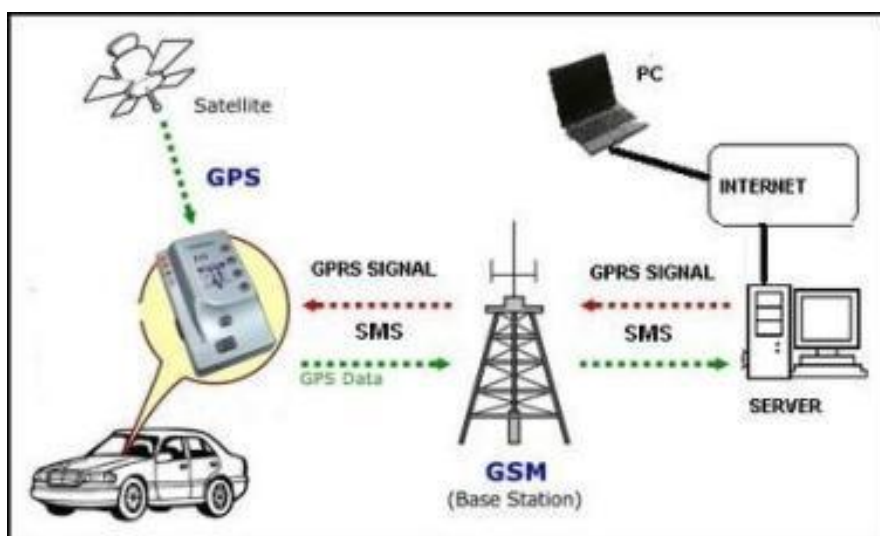 Satellite
GPS
PC
INTERNET
GPRS SIGNAL
SMS
GPS Data
GPRS SIGNAL
SMS
SERVER
GSM
(Base Station)